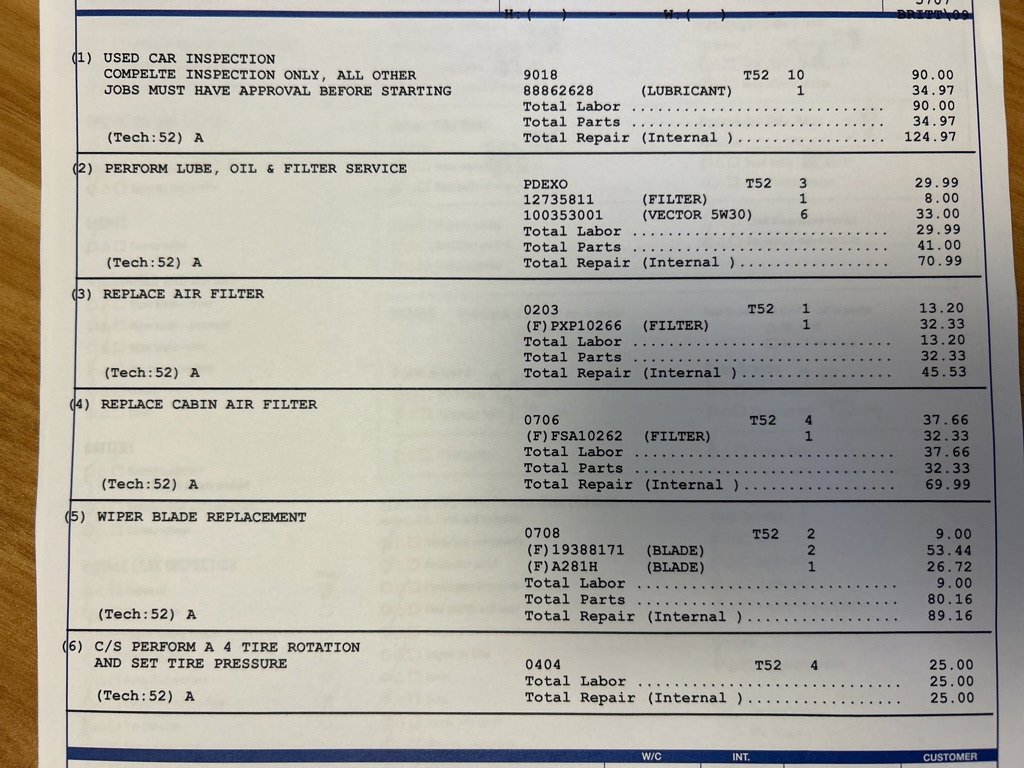 H:( ) - W:( ) - BRITT\09
(1) USED CAR INSPECTION
COMPELTE INSPECTION ONLY, ALL OTHER 9018 T52 10 90.00
JOBS MUST HAVE APPROVAL BEFORE STARTING 88862628 (LUBRICANT) 1 34.97
Total Labor ................................ 90.00
Total Parts ................................ 34.97
(Tech:52) A Total Repair (Internal )................... 124.97
(2) PERFORM LUBE, OIL & FILTER SERVICE
PDEXO T52 3 29.99
12735811 (FILTER) 1 8.00
100353001 (VECTOR 5W30) 6 33.00
Total Labor ................................ 29.99
Total Parts ................................ 41.00
(Tech:52) A Total Repair (Internal )................... 70.99
(3) REPLACE AIR FILTER
0203 T52 1 13.20
(F)PXP10266 (FILTER) 1 32.33
Total Labor ................................ 13.20
Total Parts ................................ 32.33
(Tech:52) A Total Repair (Internal )................... 45.53
(4) REPLACE CABIN AIR FILTER
0706 T52 4 37.66
(F)FSA10262 (FILTER) 1 32.33
Total Labor ................................ 37.66
Total Parts ................................ 32.33
(Tech:52) A Total Repair (Internal )................... 69.99
(5) WIPER BLADE REPLACEMENT
0708 T52 2 9.00
(F)19388171 (BLADE) 2 53.44
(F)A281H (BLADE) 1 26.72
Total Labor ................................ 9.00
Total Parts ................................ 80.16
(Tech:52) A Total Repair (Internal )................... 89.16
(6) C/S PERFORM A 4 TIRE ROTATION
AND SET TIRE PRESSURE 0404 T52 4 25.00
Total Labor ................................ 25.00
(Tech:52) A Total Repair (Internal )................... 25.00
W/C INT. CUSTOMER